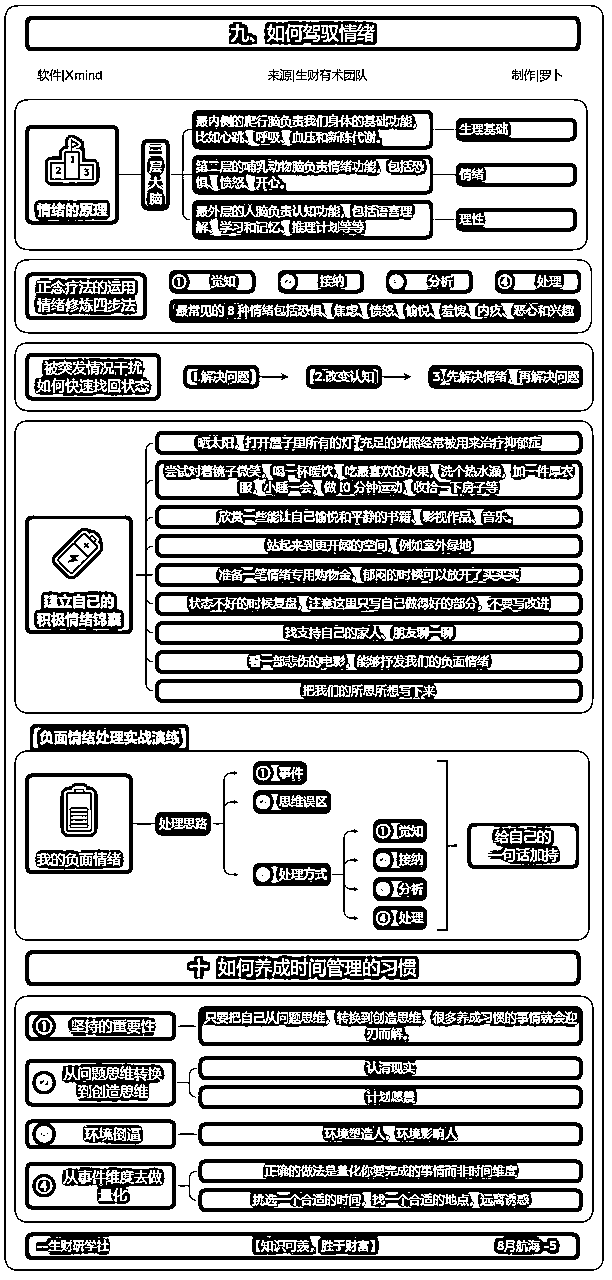 九、如何驾驭情绪
软件|Xmind
来源|生财有术团队
制作|罗卜
情绪的原理
三层大脑
最内侧的爬行脑负责我们身体的基础功能,
比如心跳、呼吸、血压和新陈代谢。
生理基础
第二层的哺乳动物脑负责情绪功能,包括恐
惧、愤怒、开心。
情绪
最外层的人脑负责认知功能,包括语言理
解、学习和记忆、推理计划等等
理性
正念疗法的运用
情绪修炼四步法
① 觉知
接纳
分析
④ 处理
最常见的 8 种情绪包括恐惧、焦虑、愤怒、愉悦、羞愧、内疚、恶心和兴趣
被突发情况干扰
如何快速找回状态
1.解决问题
2.改变认知
3.先解决情绪,再解决问题
建立自己的
积极情绪锦囊
晒太阳,打开屋子里所有的灯,充足的光照经常被用来治疗抑郁症
尝试对着镜子微笑、喝一杯暖饮、吃最喜欢的水果、洗个热水澡、加一件厚衣
服、小睡一会、做 10 分钟运动、收拾一下房子等
欣赏一些能让自己愉悦和平静的书籍、影视作品、音乐。
站起来到更开阔的空间,例如室外绿地
准备一笔情绪专用购物金,郁闷的时候可以放开了买买买
状态不好的时候复盘,注意这里只写自己做得好的部分,不要写改进
找支持自己的家人、朋友聊一聊
看一部悲伤的电影,能够抒发我们的负面情绪
把我们的所思所想写下来
【负面情绪处理实战演练】
我的负面情绪
处理思路
① 事件
思维误区
处理方式
① 觉知
接纳
分析
④ 处理
给自己的
一句话加持
十、如何养成时间管理的习惯
① 坚持的重要性
只要把自己从问题思维,转换到创造思维,很多养成习惯的事情就会迎
刃而解。
从问题思维转换
到创造思维
认清现实
计划愿景
环境倒逼
环境塑造人,环境影响人
④ 从事件维度去做
量化
正确的做法是量化你要完成的事情而非时间维度
挑选一个合适的时间,找一个合适的地点,远离诱惑
生财研学社
【知识可羡,胜于财富】
8月航海 -5